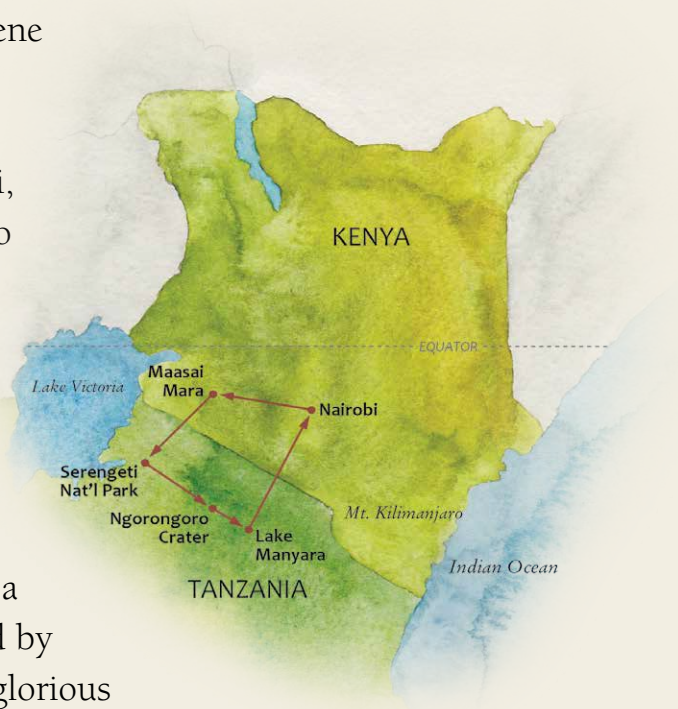 KENYA
EQUATOR
Lake Victoria
Maasai
Mara
Nairobi
Serengeti
Nat'l Park
Ngorongoro
Crater
Lake
Manyara
Mt. Kilimanjaro
Indian Ocean
TANZANIA
a
by
glorious